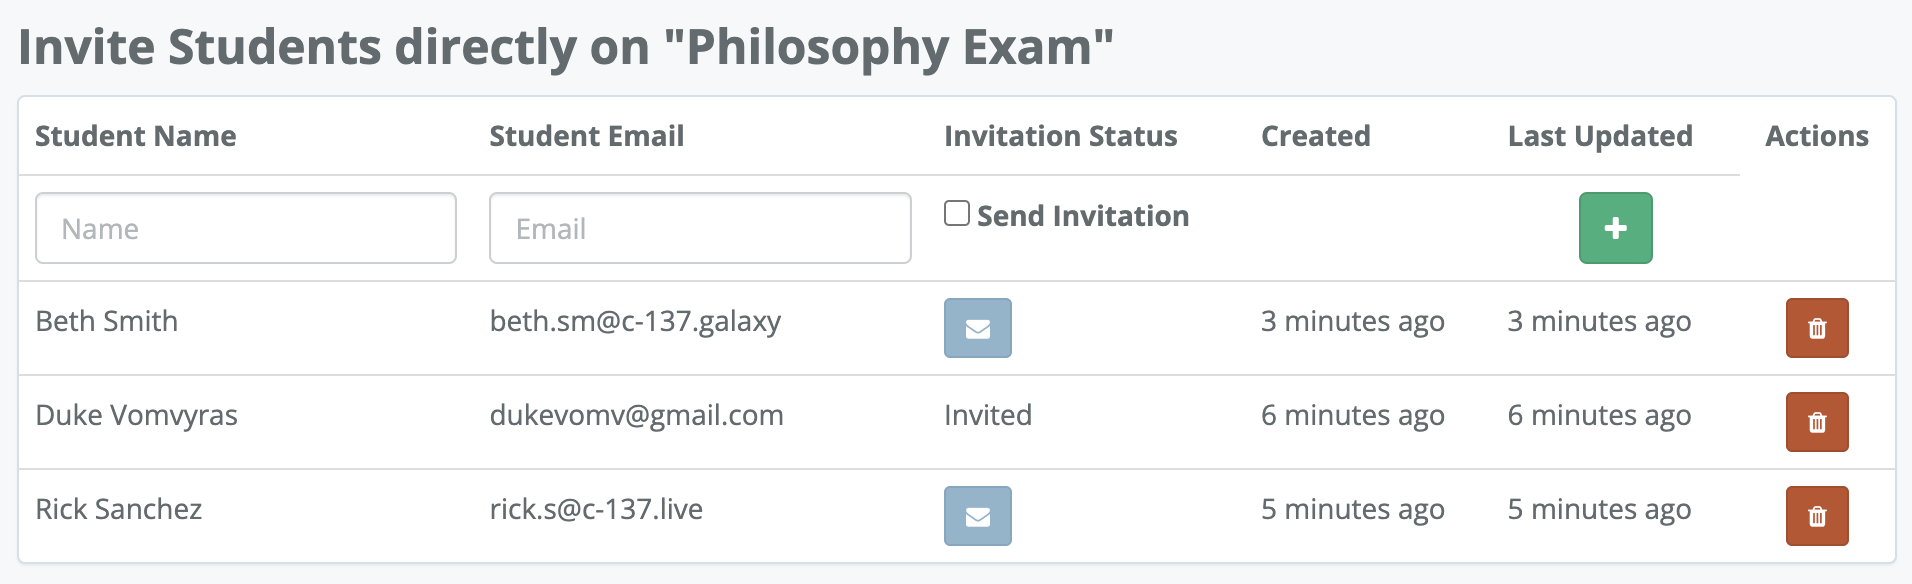 Invite Students directly on "Philosophy Exam"
Student Name Student Email Invitation Status Created Last Updated Actions
Name Email Send Invitation
Beth Smith beth.sm@c-137.galaxy 3 minutes ago 3 minutes ago
Duke Vomvyras dukevomv@gmail.com Invited 6 minutes ago 6 minutes ago
Rick Sanchez rick.s@c-137.live 5 minutes ago 5 minutes ago